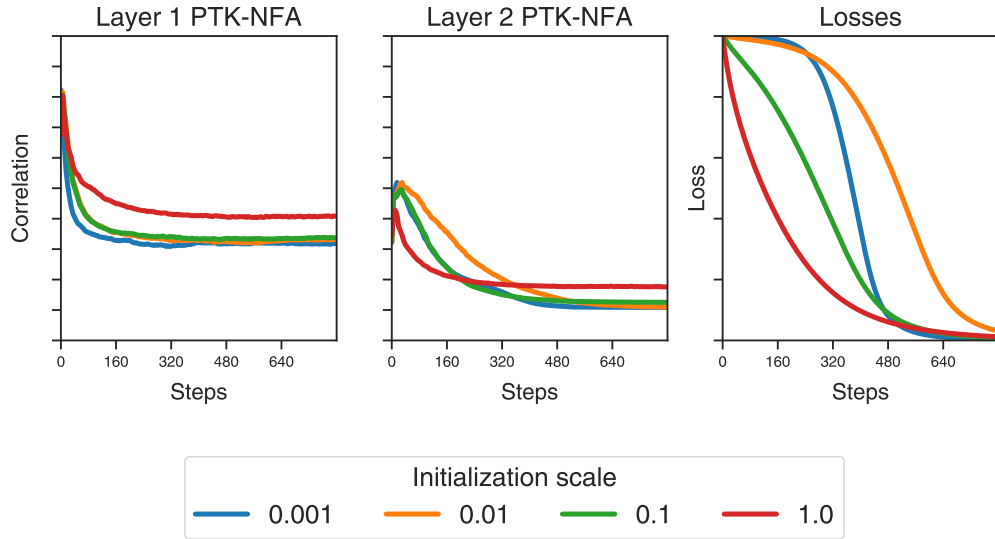 Layer 1 PTK-NFA
Layer 2 PTK-NFA
Losses
Correlation
Loss
0 160 320 480 640
0 160 320 480 640
0 160 320 480 640
Steps
Steps
Steps
Initialization scale
0.001 0.01 0.1 1.0